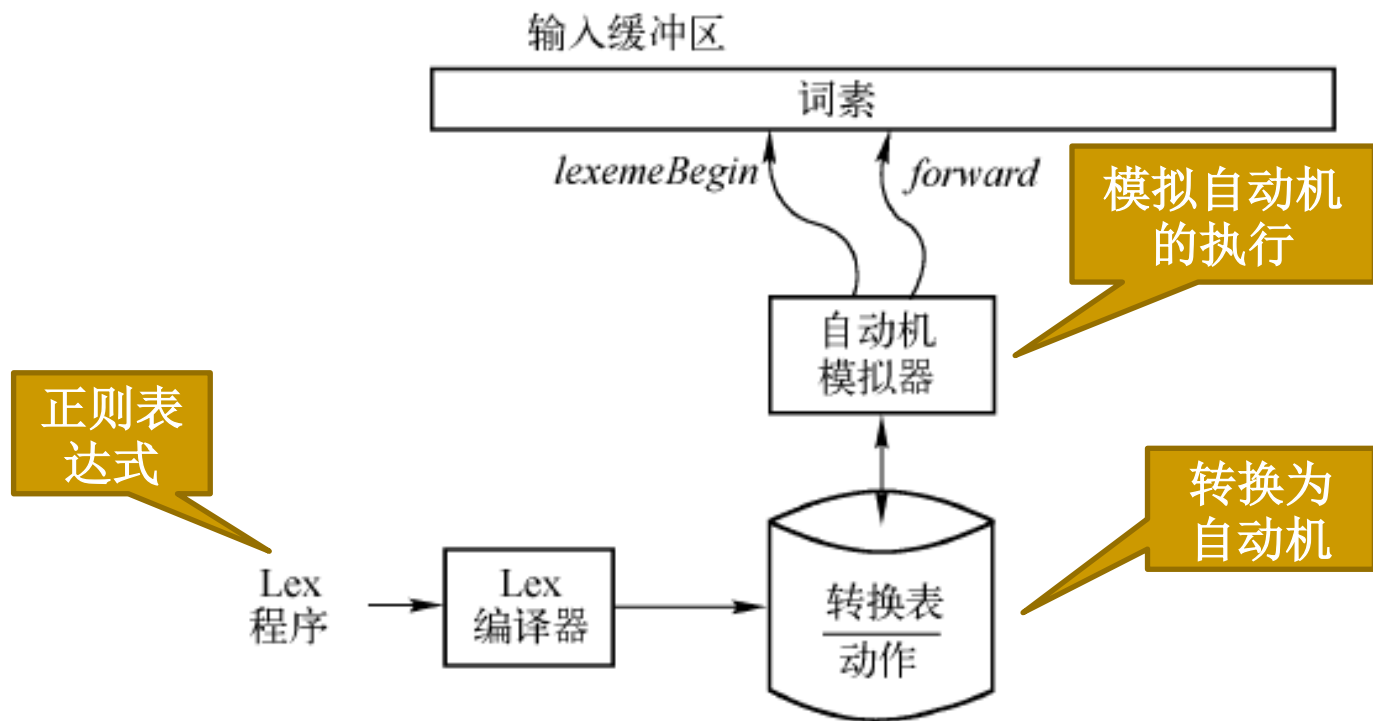 输入缓冲区
词素
lexemeBegin
forward
模拟自动机
的执行
自动机
模拟器
正则表
达式
转换为
自动机
Lex
程序
Lex
编译器
转换表
动作